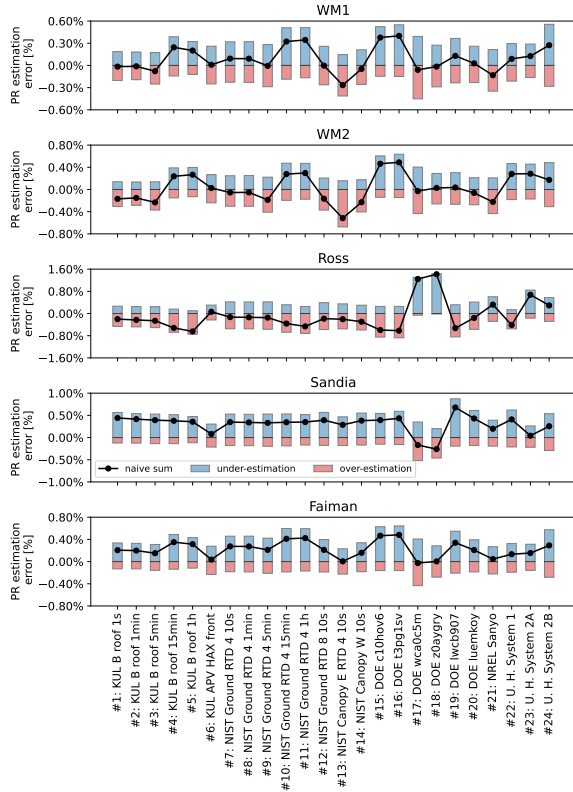 WM1
PR estimation
error [%]
0.60%
0.30%
0.00%
−0.30%
−0.60%
WM2
PR estimation
error [%]
0.80%
0.40%
0.00%
−0.40%
−0.80%
Ross
PR estimation
error [%]
1.60%
0.80%
0.00%
−0.80%
−1.60%
Sandia
PR estimation
error [%]
1.00%
0.50%
0.00%
−0.50%
−1.00%
naive sum
under-estimation
over-estimation
Faiman
PR estimation
error [%]
0.80%
0.40%
0.00%
−0.40%
−0.80%
#1: KUL B roof 1s
#2: KUL B roof 1min
#3: KUL B roof 5min
#4: KUL B roof 15min
#5: KUL B roof 1h
#6: KUL APV HAX front
#7: NIST Ground RTD 4 10s
#8: NIST Ground RTD 4 1min
#9: NIST Ground RTD 4 5min
#10: NIST Ground RTD 4 15min
#11: NIST Ground RTD 4 1h
#12: NIST Ground RTD 8 10s
#13: NIST Canopy E RTD 4 10s
#14: NIST Canopy W 10s
#15: DOE c10hov6
#16: DOE t3pg1sv
#17: DOE wca0c5m
#18: DOE z0aygry
#19: DOE lwcb907
#20: DOE luemkoy
#21: NREL Sanyo
#22: U. H. System 1
#23: U. H. System 2A
#24: U. H. System 2B